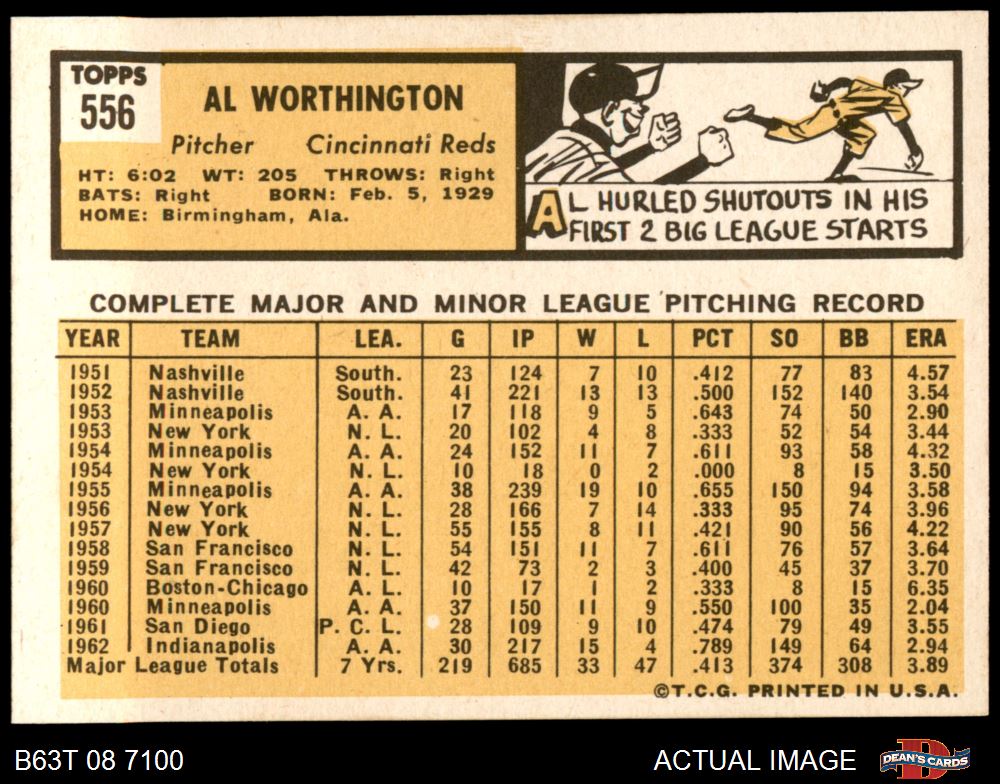 TOPPS
556
AL WORTHINGTON
Pitcher Cincinnati Reds
HT: 6:02 WT: 205 THROWS: Right
BATS: Right BORN: Feb. 5, 1929
HOME: Birmingham, Ala.
AL HURLED SHUTOUTS IN HIS
FIRST 2 BIG LEAGUE STARTS
COMPLETE MAJOR AND MINOR LEAGUE PITCHING RECORD
YEAR TEAM LEA. G IP W L PCT SO BB ERA
1951 Nashville South. 23 124 7 10 .412 77 83 4.57
1952 Nashville South. 41 221 13 13 .500 152 140 3.54
1953 Minneapolis A. A. 17 118 9 5 .643 74 50 2.90
1953 New York N. L. 20 102 4 8 .333 52 54 3.44
1954 Minneapolis A. A. 24 152 11 7 .611 93 58 4.32
1954 New York N. L. 10 18 0 2 .000 8 15 3.50
1955 Minneapolis A. A. 38 239 19 10 .655 150 94 3.58
1956 New York N. L. 28 166 7 14 .333 95 74 3.96
1957 New York N. L. 55 155 8 11 .421 90 56 4.22
1958 San Francisco N. L. 54 151 11 7 .611 76 57 3.64
1959 San Francisco N. L. 42 73 2 3 .400 45 37 3.70
1960 Boston-Chicago A. L. 10 17 1 2 .333 8 15 6.35
1960 Minneapolis A. A. 37 150 11 9 .550 100 35 2.04
1961 San Diego P. C. L. 28 109 9 10 .474 79 49 3.55
1962 Indianapolis A. A. 30 217 15 4 .789 149 64 2.94
Major League Totals 7 Yrs. 219 685 33 47 .413 374 308 3.89
©T.C.G. PRINTED IN U.S.A.
B63T 08 7100 ACTUAL IMAGE DEAN'S CARDS